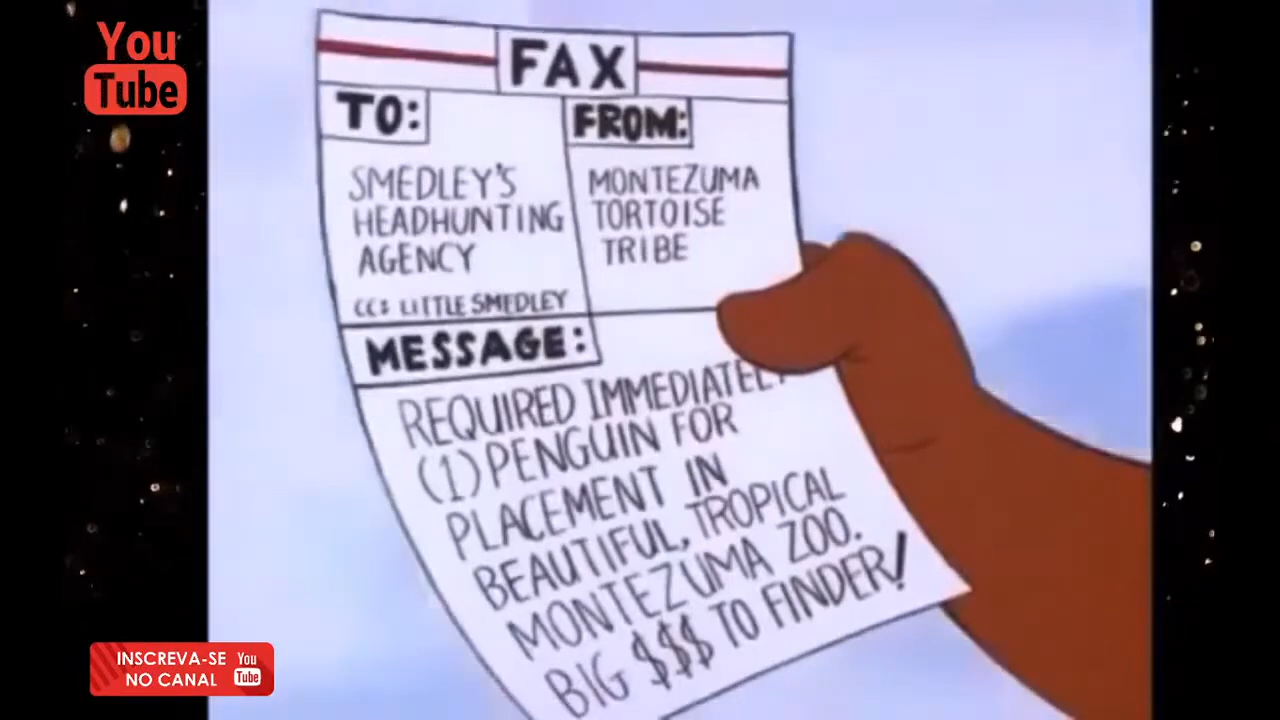 You
Tube
FAX
TO:
SMEDLEY'S
HEADHUNTING
AGENCY
CC: LITTLE SMEDLEY
FROM:
MONTEZUMA
TORTOISE
TRIBE
MESSAGE:
REQUIRED IMMEDIATELY
(1) PENGUIN FOR
PLACEMENT IN
BEAUTIFUL, TROPICAL
MONTEZUMA ZOO.
BIG $$$ TO FINDER!
INSCREVA-SE
NO CANAL
You
Tube